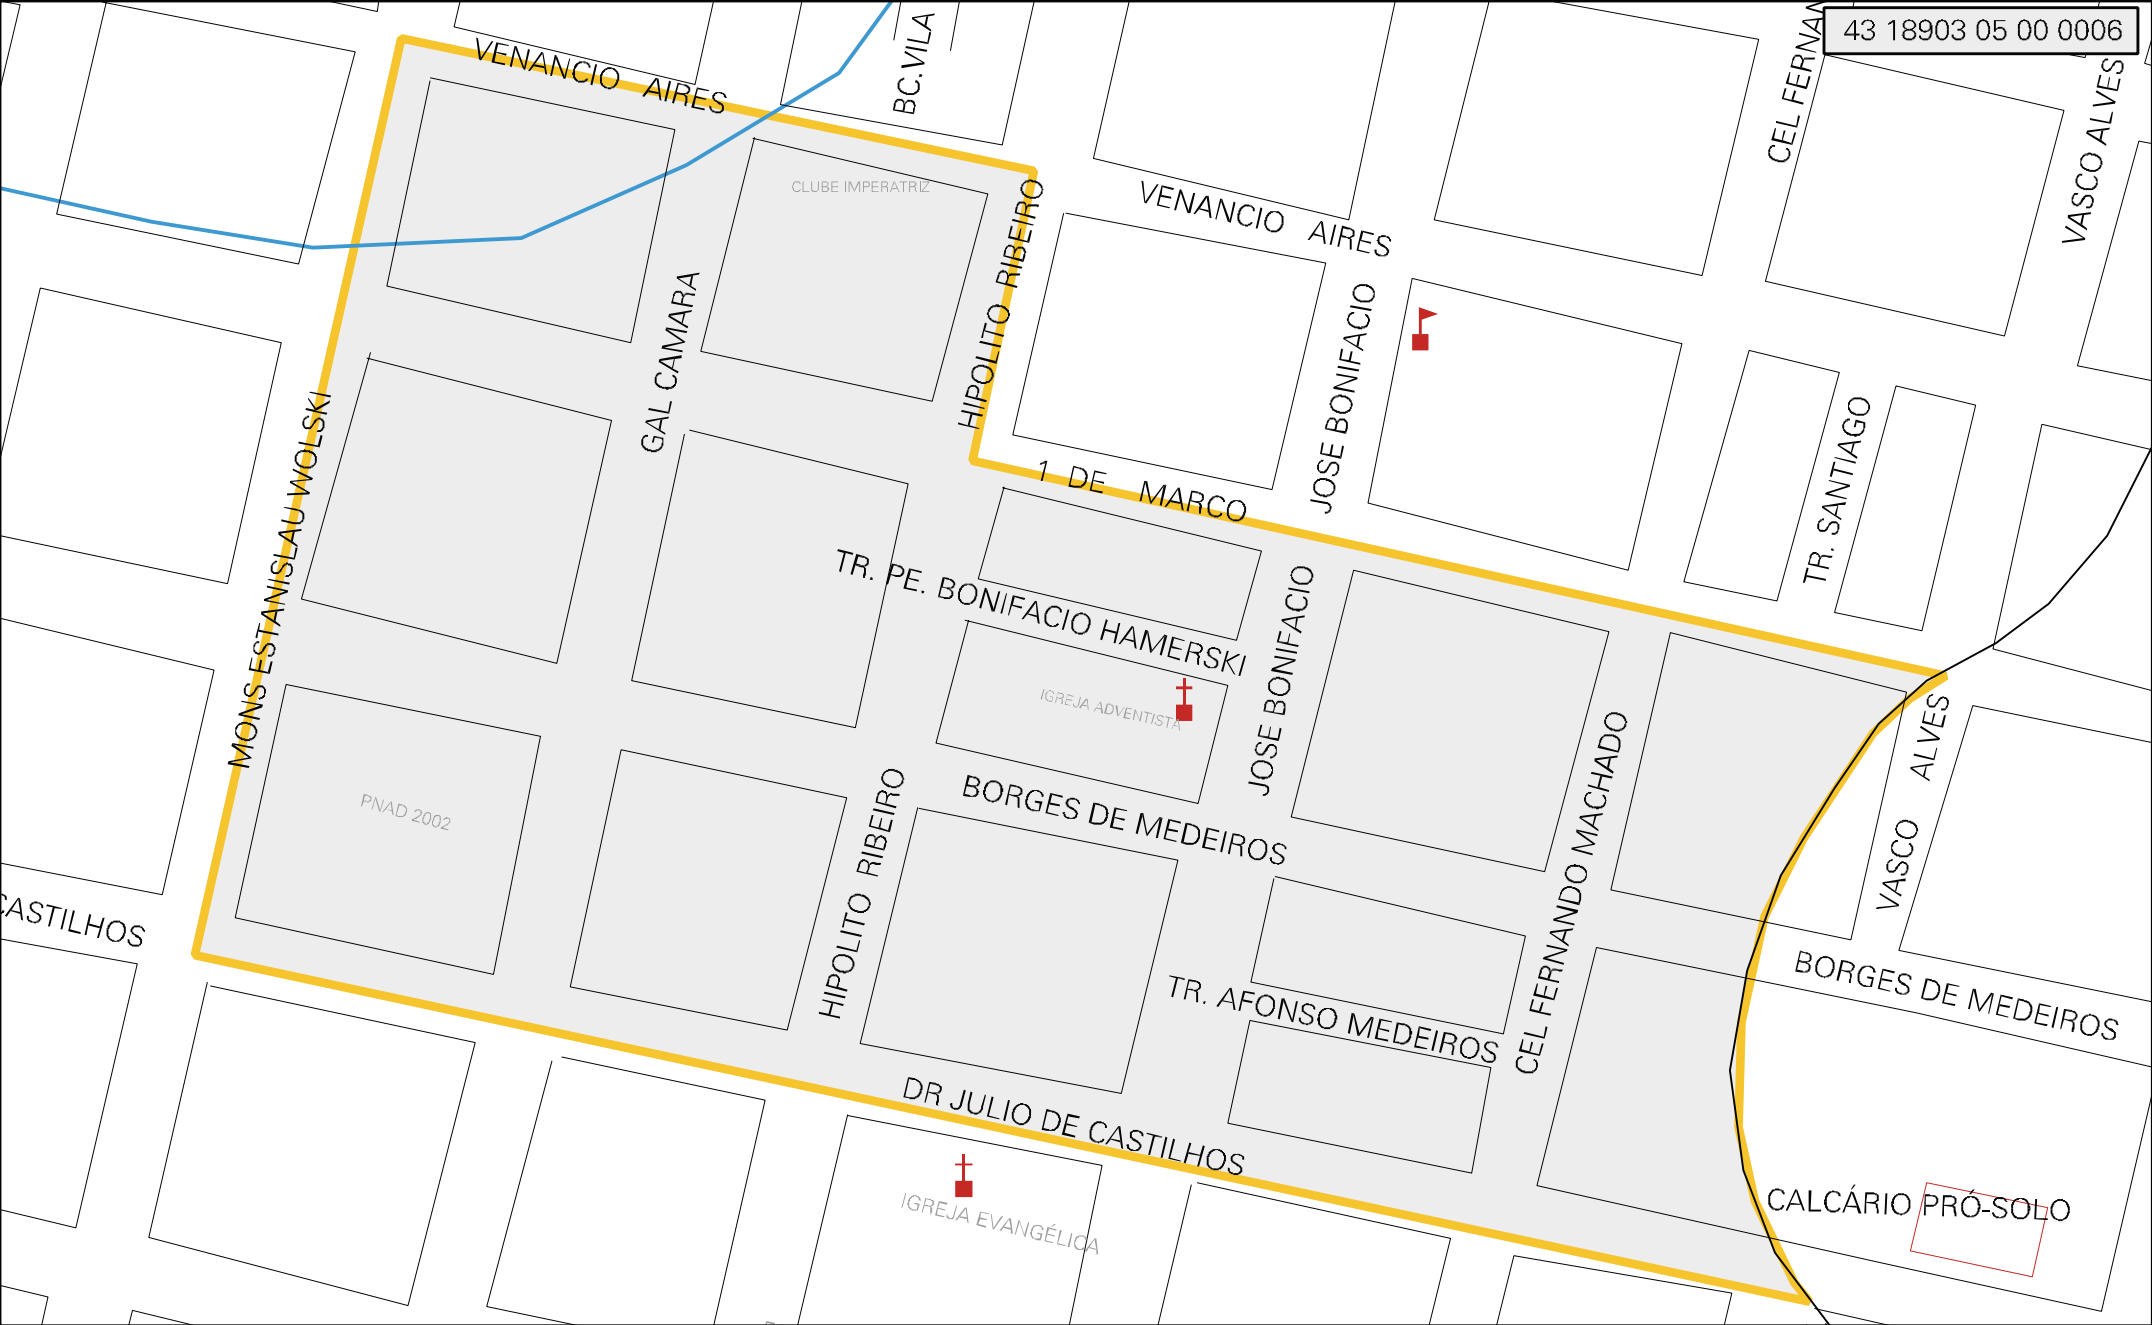 43 18903 05 00 0006
VENANCIO AIRES
BC.VILA
CEL FERNAN
VASCO ALVES
CLUBE IMPERATRIZ
HIPOLITO RIBEIRO
VENANCIO AIRES
GAL CAMARA
JOSE BONIFACIO
MONS ESTANISLAU WOLSKI
TR. SANTIAGO
1 DE MARCO
TR. PE. BONIFACIO HAMERSKI
JOSE BONIFACIO
IGREJA ADVENTISTA
CEL FERNANDO MACHADO
VASCO ALVES
PNAD 2002
HIPOLITO RIBEIRO
BORGES DE MEDEIROS
CASTILHOS
BORGES DE MEDEIROS
TR. AFONSO MEDEIROS
DR JULIO DE CASTILHOS
CALCÁRIO PRÓ-SOLO
IGREJA EVANGÉLICA